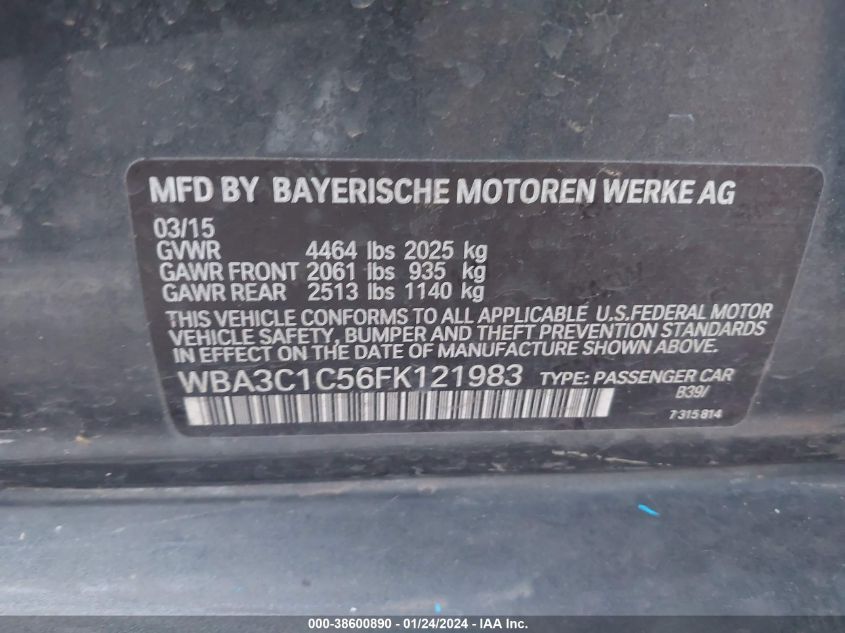 MFD BY BAYERISCHE MOTOREN WERKE AG
03/15
GVWR 4464 lbs 2025 kg
GAWR FRONT 2061 lbs 935 kg
GAWR REAR 2513 lbs 1140 kg
THIS VEHICLE CONFORMS TO ALL APPLICABLE U.S.FEDERAL MOTOR
VEHICLE SAFETY, BUMPER AND THEFT PREVENTION STANDARDS
IN EFFECT ON THE DATE OF MANUFACTURE SHOWN ABOVE.
WBA3C1C56FK121983 TYPE: PASSENGER CAR
B39/
7 315 814
000-38600890 - 01/24/2024 - IAA Inc.